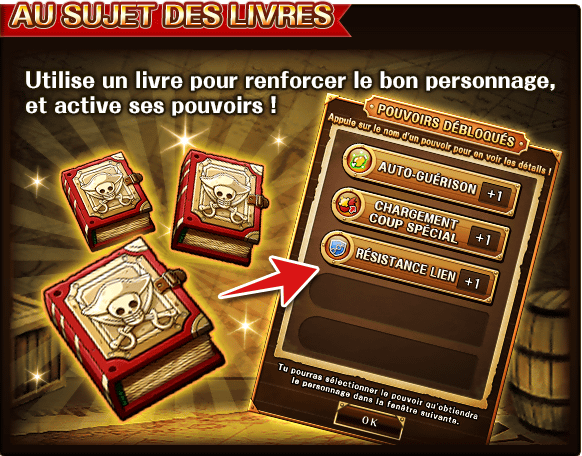 AU SUJET DES LIVRES
Utilise un livre pour renforcer le bon personnage,
et active ses pouvoirs !
POUVOIRS DÉBLOQUÉS
Appuie sur le nom d'un pouvoir pour en voir les détails !
AUTO-GUÉRISON +1
CHARGEMENT
COUP SPÉCIAL +1
RÉSISTANCE LIEN +1
Tu pourras sélectionner le pouvoir qu'obtiendra
le personnage dans la fenêtre suivante.
OK